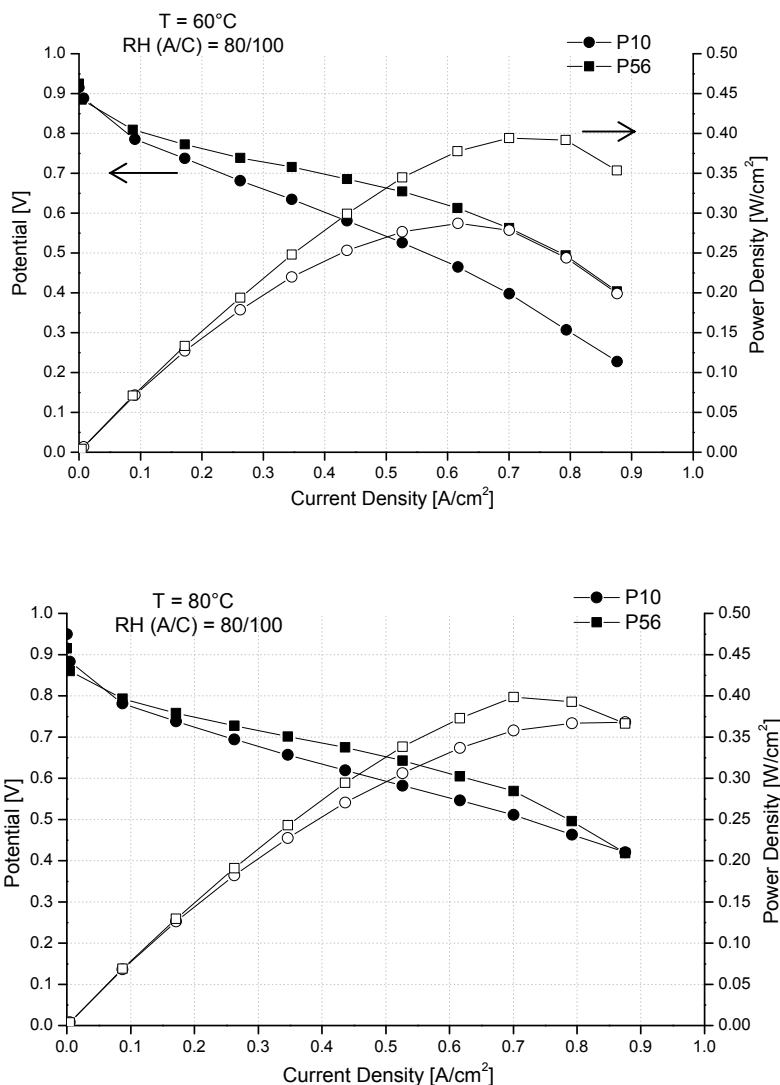 T = 60°C
RH (A/C) = 80/100
P10
P56
1.0
0.9
0.8
0.7
0.6
0.5
0.4
0.3
0.2
0.1
0.0
Potential [V]
0.50
0.45
0.40
0.35
0.30
0.25
0.20
0.15
0.10
0.05
0.00
Power Density [W/cm²]
0.0 0.1 0.2 0.3 0.4 0.5 0.6 0.7 0.8 0.9 1.0
Current Density [A/cm²]
T = 80°C
RH (A/C) = 80/100
P10
P56
1.0
0.9
0.8
0.7
0.6
0.5
0.4
0.3
0.2
0.1
0.0
Potential [V]
0.50
0.45
0.40
0.35
0.30
0.25
0.20
0.15
0.10
0.05
0.00
Power Density [W/cm²]
0.0 0.1 0.2 0.3 0.4 0.5 0.6 0.7 0.8 0.9 1.0
Current Density [A/cm²]